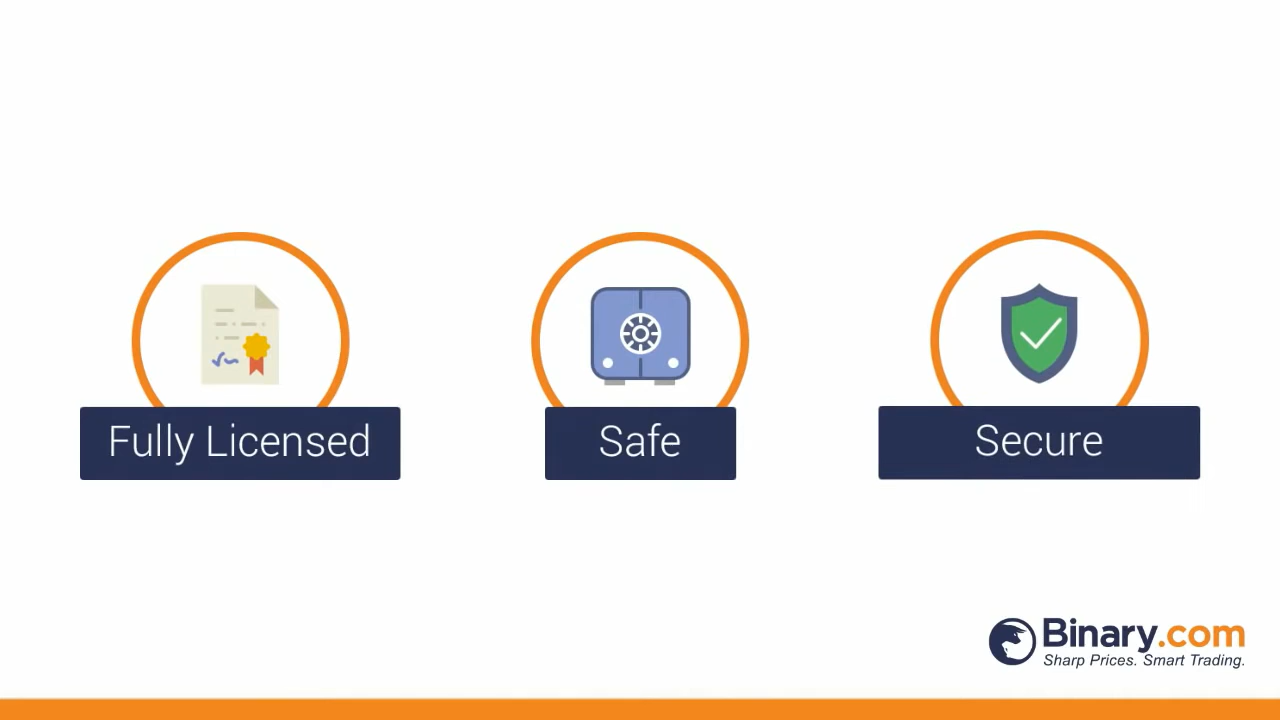 Fully Licensed
Safe
Secure
Binary.com
Sharp Prices. Smart Trading.